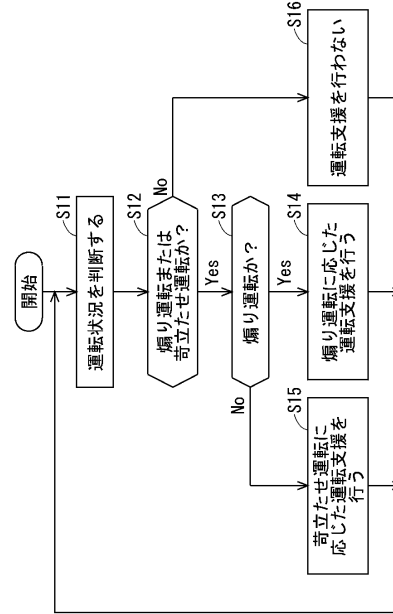 開始
S11
運転状況を判断する
S12
煽り運転または
苛立たせ運転か?
No
Yes
S13
煽り運転か?
No
Yes
S14
煽り運転に応じた
運転支援を行う
S15
苛立たせ運転に
応じた運転支援を
行う
S16
運転支援を行わない